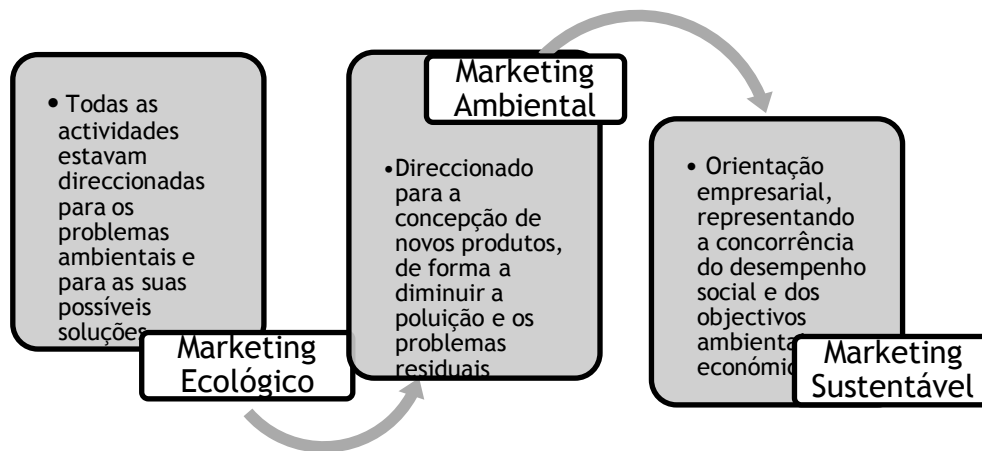 • Todas as
actividades
estavam
direccionadas
para os
problemas
ambientais e
para as suas
possíveis
soluções
Marketing
Ecológico
Marketing
Ambiental
•Direccionado
para a
concepção de
novos produtos,
de forma a
diminuir a
poluição e os
problemas
residuais
• Orientação
empresarial,
representando
a concorrência
do desempenho
social e dos
objectivos
Marketing
Sustentável